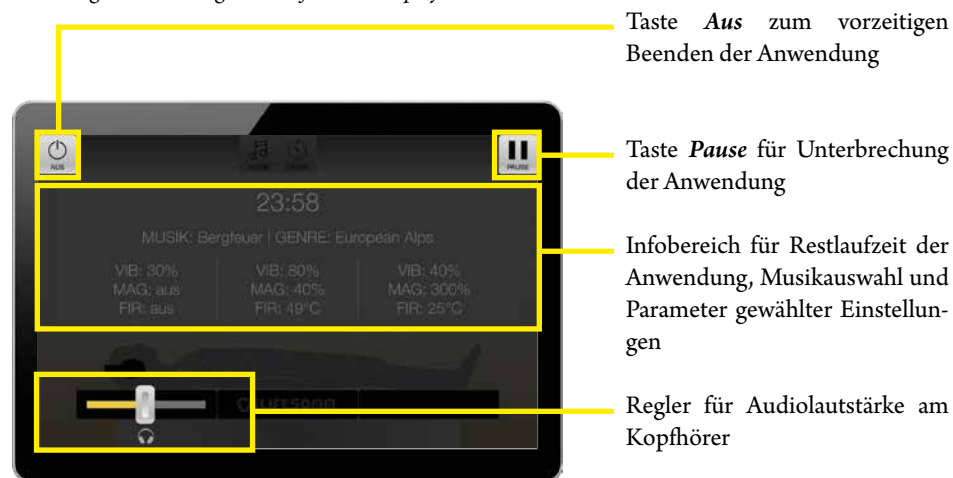 Taste Aus zum vorzeitigen
Beenden der Anwendung
AUS
PAUSE
Taste Pause für Unterbrechung
der Anwendung
23:58
MUSIK: Bergfeuer | GENRE: European Alps
VIB: 30% VIB: 80% VIB: 40%
MAG: aus MAG: 40% MAG: 300%
FIR: aus FIR: 49°C FIR: 25°C
Infobereich für Restlaufzeit der
Anwendung, Musikauswahl und
Parameter gewählter Einstellun-
gen
Regler für Audiolautstärke am
Kopfhörer